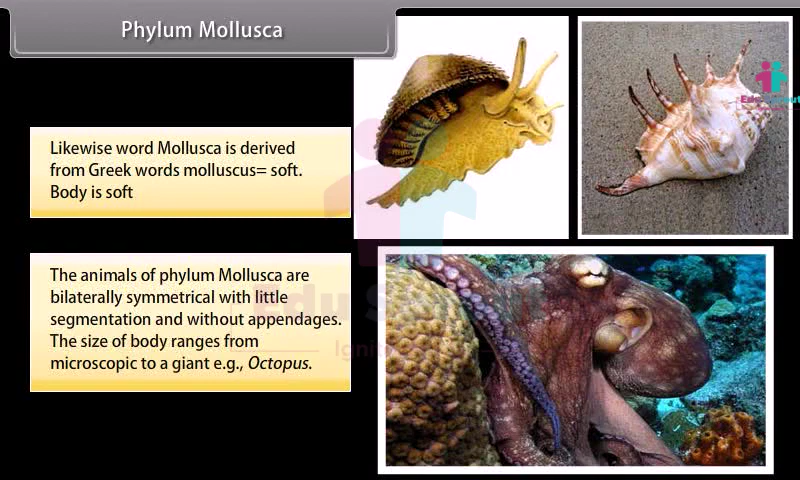 Phylum Mollusca
Likewise word Mollusca is derived
from Greek words molluscus= soft.
Body is soft
The animals of phylum Mollusca are
bilaterally symmetrical with little
segmentation and without appendages.
The size of body ranges from
microscopic to a giant e.g., Octopus.